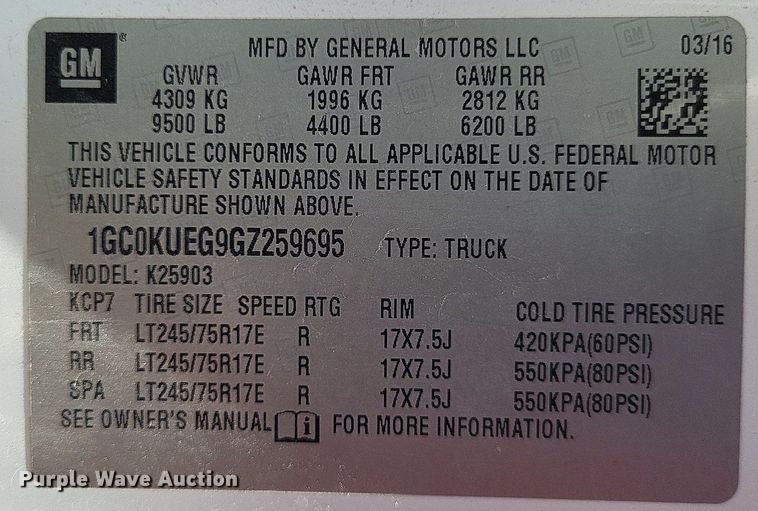 GM®
MFD BY GENERAL MOTORS LLC 03/16
GVWR GAWR FRT GAWR RR
4309 KG 1996 KG 2812 KG
9500 LB 4400 LB 6200 LB
THIS VEHICLE CONFORMS TO ALL APPLICABLE U.S. FEDERAL MOTOR
VEHICLE SAFETY STANDARDS IN EFFECT ON THE DATE OF
MANUFACTURE SHOWN ABOVE.
1GC0KUEG9GZ259695 TYPE: TRUCK
MODEL: K25903
KCP7 TIRE SIZE SPEED RTG RIM COLD TIRE PRESSURE
FRT LT245/75R17E R 17X7.5J 420KPA(60PSI)
RR LT245/75R17E R 17X7.5J 550KPA(80PSI)
SPA LT245/75R17E R 17X7.5J 550KPA(80PSI)
SEE OWNER'S MANUAL i FOR MORE INFORMATION.
Purple Wave Auction